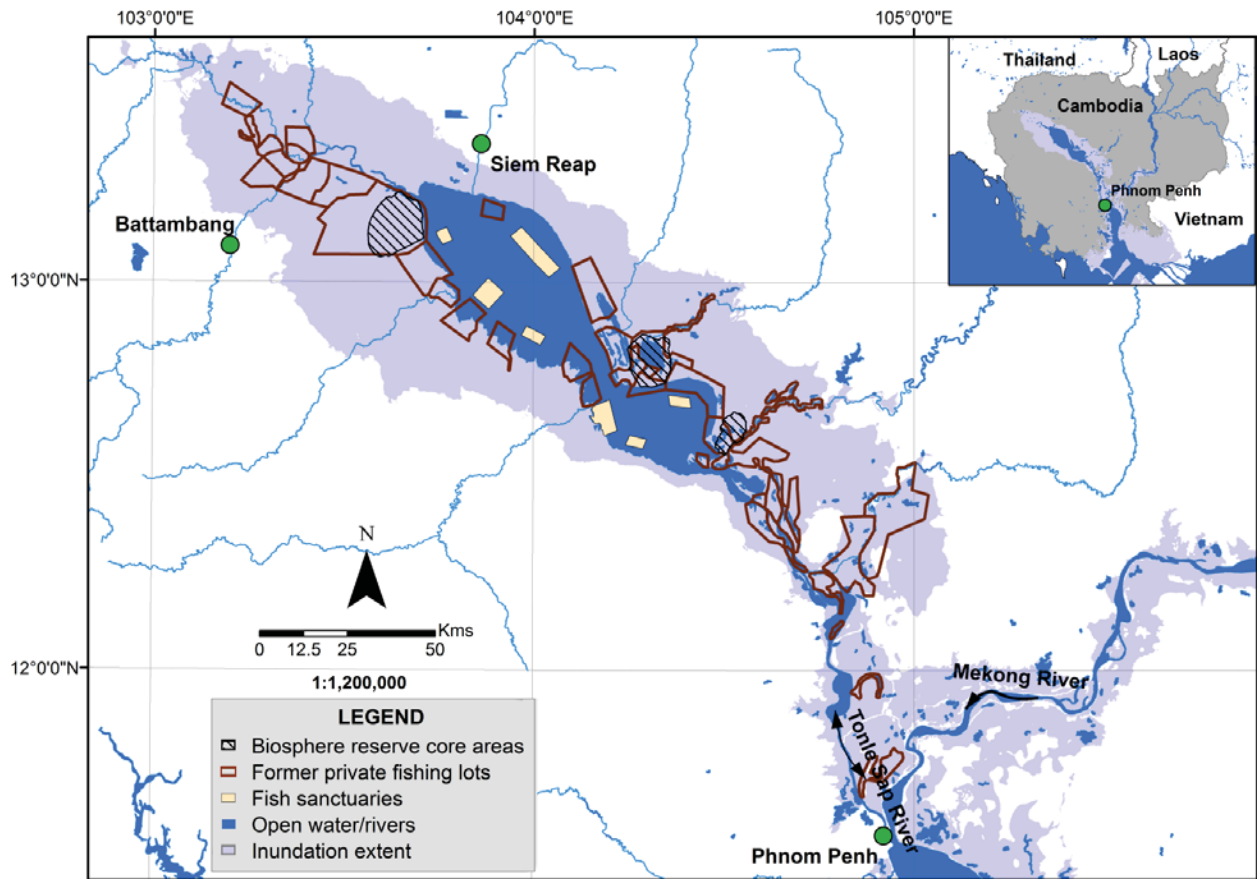 103°0'0"E
104°0'0"E
105°0'0"E
Thailand
Laos
Cambodia
Phnom Penh
Vietnam
Siem Reap
Battambang
13°0'0"N
N
Kms
0 12.5 25 50
1:1,200,000
12°0'0"N
Mekong River
Tonle Sap River
Phnom Penh
LEGEND
Biosphere reserve core areas
Former private fishing lots
Fish sanctuaries
Open water/rivers
Inundation extent